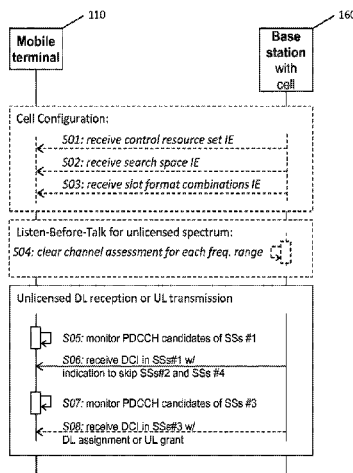 110
160
Mobile
terminal
Base
station
with
cell
Cell Configuration:
S01: receive control resource set IE
S02: receive search space IE
S03: receive slot format combinations IE
Listen-Before-Talk for unlicensed spectrum:
S04: clear channel assessment for each freq. range
Unlicensed DL reception or UL transmission
S05: monitor PDCCH candidates of SSs #1
S06: receive DCI in SSs#1 w/
indication to skip SSs#2 and SSs #4
S07: monitor PDCCH candidates of SSs #3
S08: receive DCI in SSs#3 w/
DL assignment or UL grant